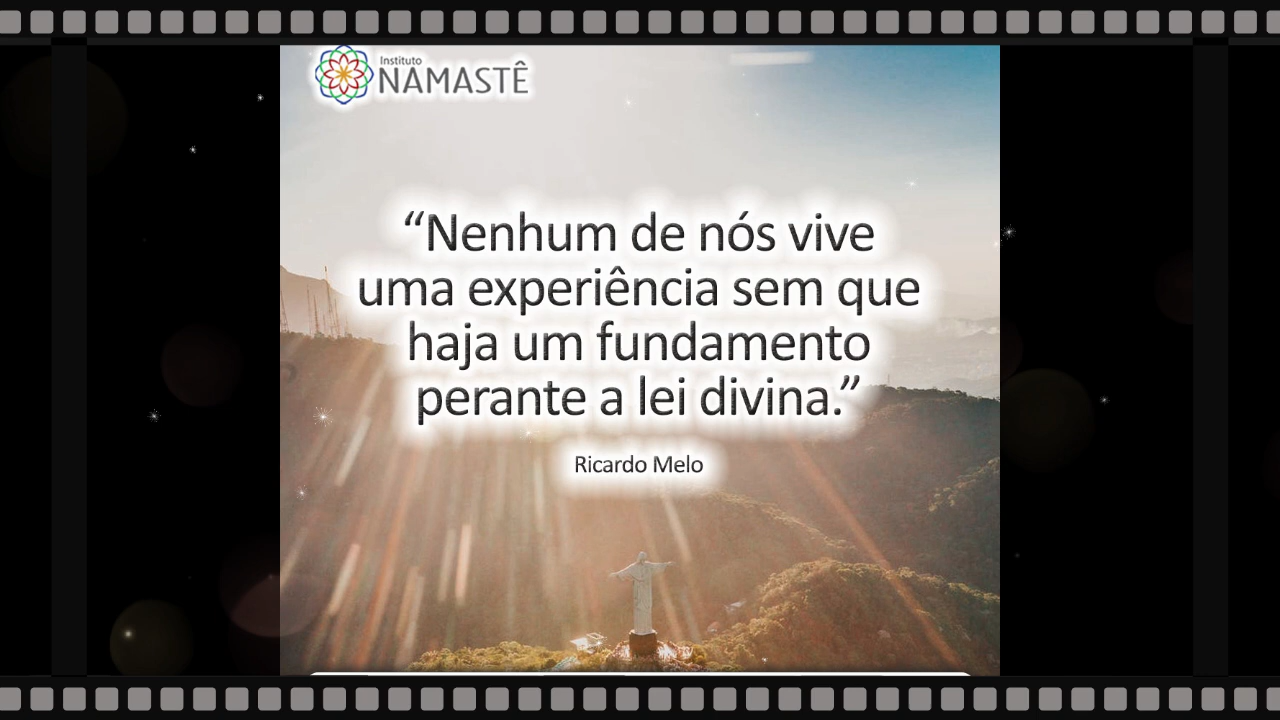 Instituto
NAMASTÊ
“Nenhum de nós vive
uma experiência sem que
haja um fundamento
perante a lei divina.”
Ricardo Melo